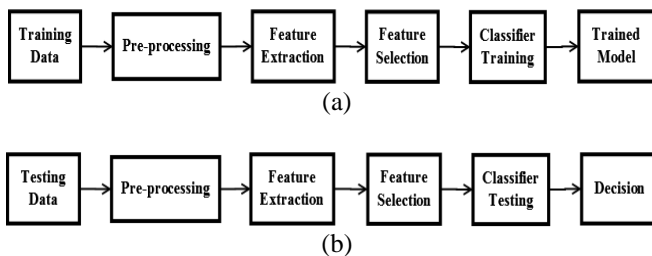 Training Data
Pre-processing
Feature Extraction
Feature Selection
Classifier Training
Trained Model
(a)
Testing Data
Pre-processing
Feature Extraction
Feature Selection
Classifier Testing
Decision
(b)